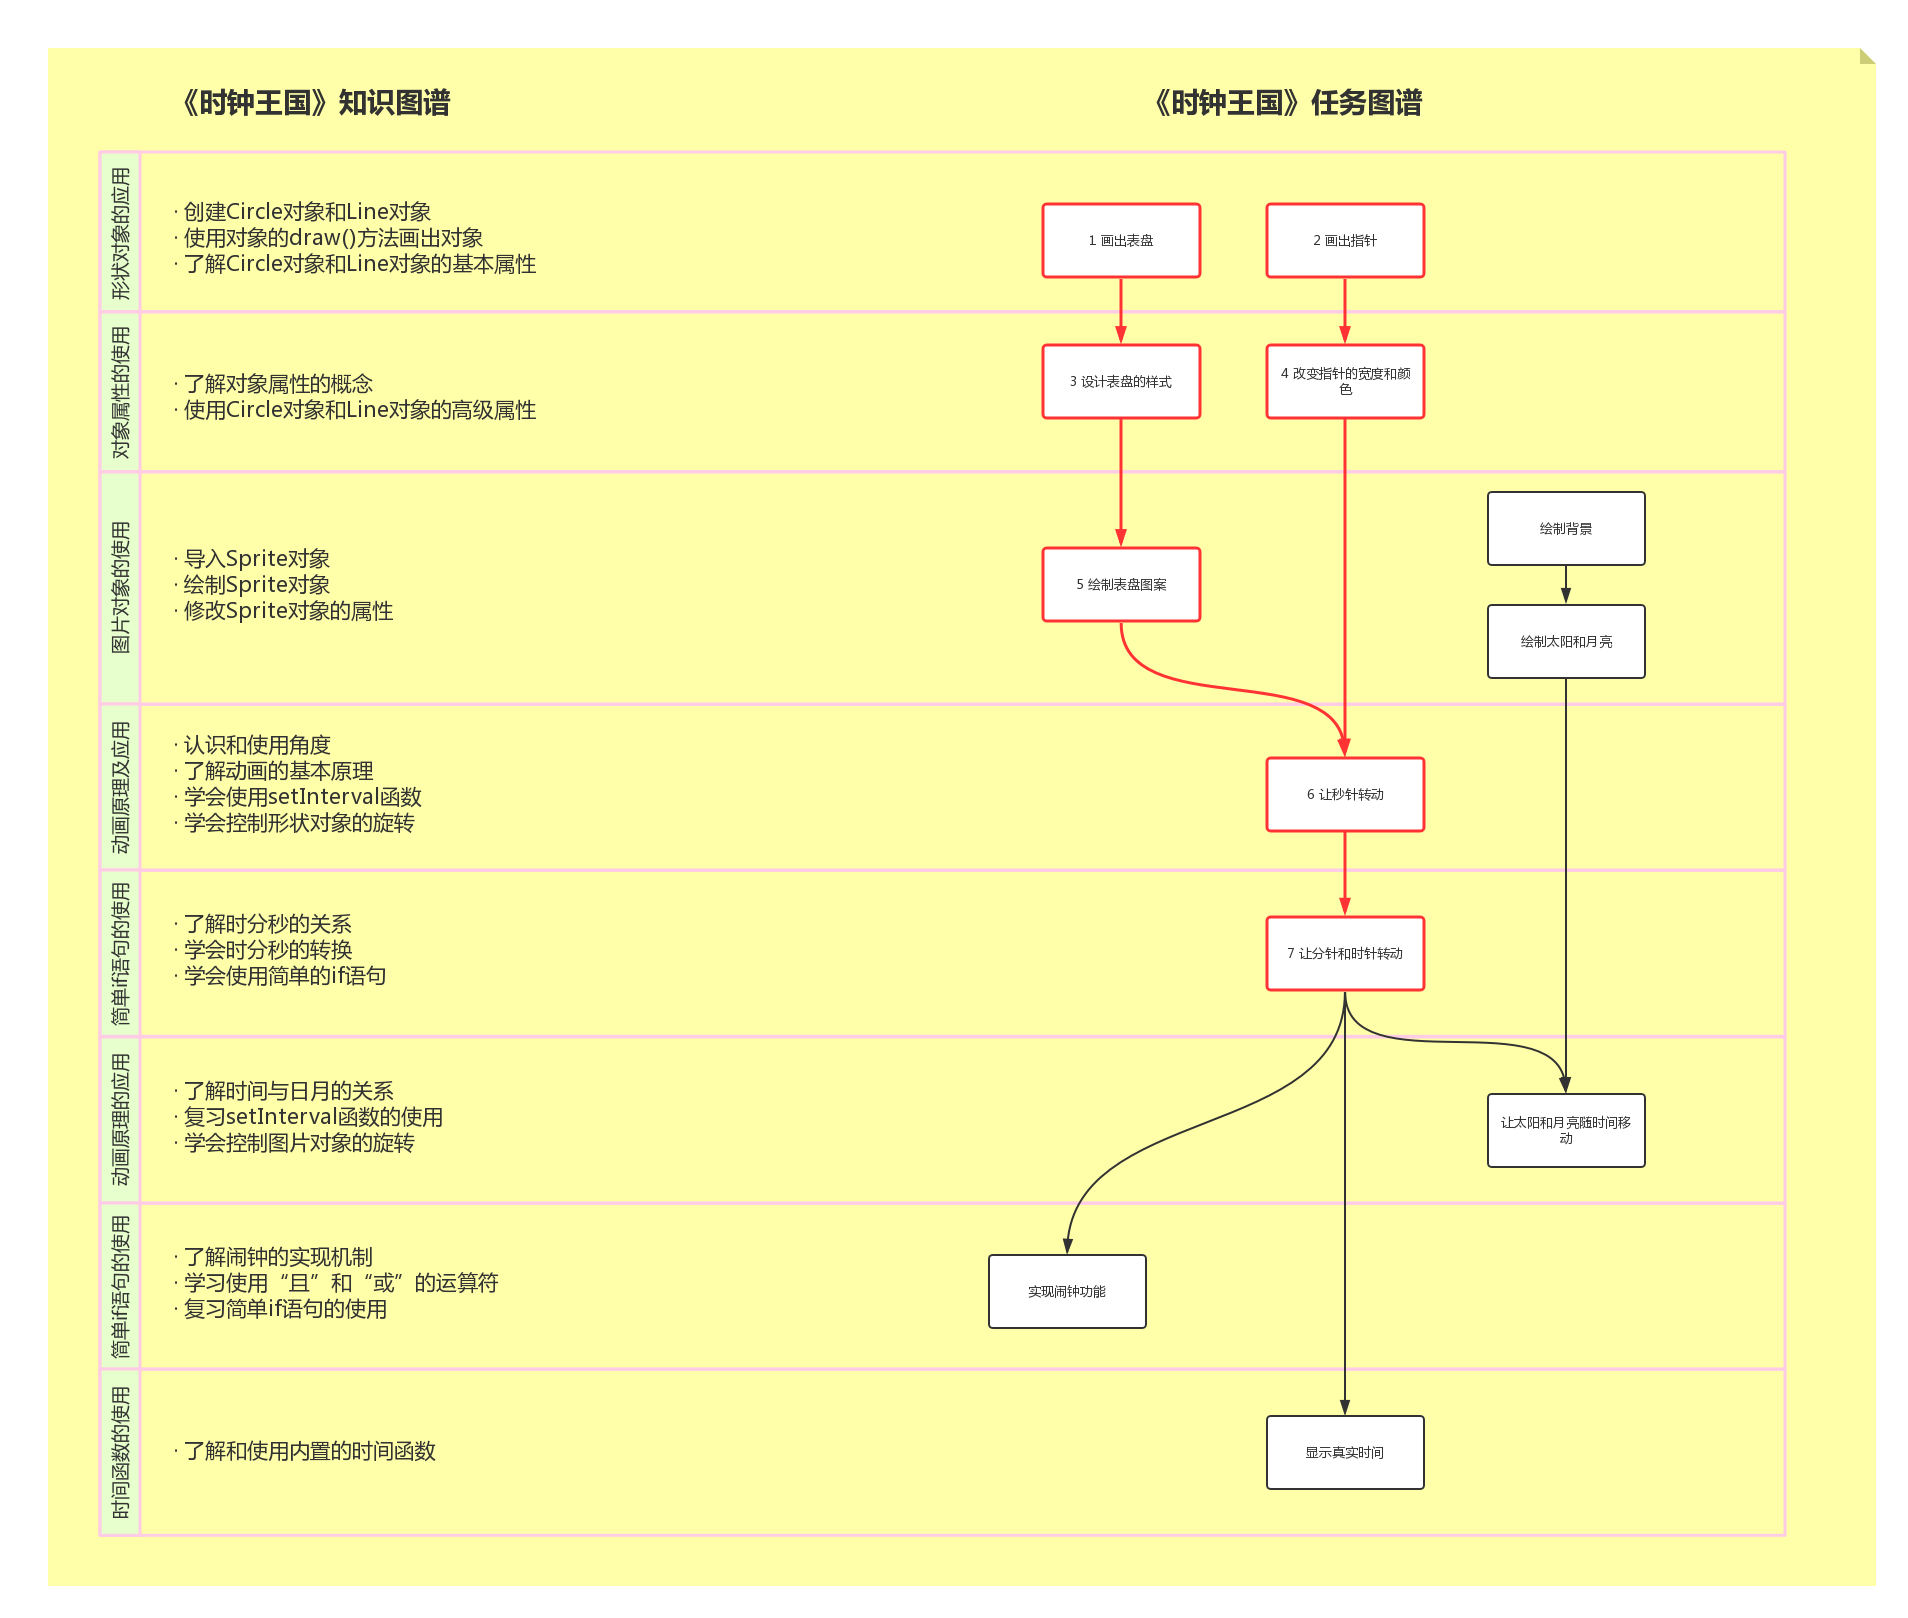 《时钟王国》知识图谱
《时钟王国》任务图谱
形状对象的应用
· 创建Circle对象和Line对象
· 使用对象的draw()方法画出对象
· 了解Circle对象和Line对象的基本属性
1 画出表盘
2 画出指针
对象属性的使用
· 了解对象属性的概念
· 使用Circle对象和Line对象的高级属性
3 设计表盘的样式
4 改变指针的宽度和颜
色
图片对象的使用
· 导入Sprite对象
· 绘制Sprite对象
· 修改Sprite对象的属性
5 绘制表盘图案
绘制背景
绘制太阳和月亮
动画原理及应用
· 认识和使用角度
· 了解动画的基本原理
· 学会使用setInterval函数
· 学会控制形状对象的旋转
6 让秒针转动
简单if语句的使用
· 了解时分秒的关系
· 学会时分秒的转换
· 学会使用简单的if语句
7 让分针和时针转动
动画原理的应用
· 了解时间与日月的关系
· 复习setInterval函数的使用
· 学会控制图片对象的旋转
让太阳和月亮随时间移
动
简单if语句的使用
· 了解闹钟的实现机制
· 学习使用“且”和“或”的运算符
· 复习简单if语句的使用
实现闹钟功能
时间函数的使用
· 了解和使用内置的时间函数
显示真实时间